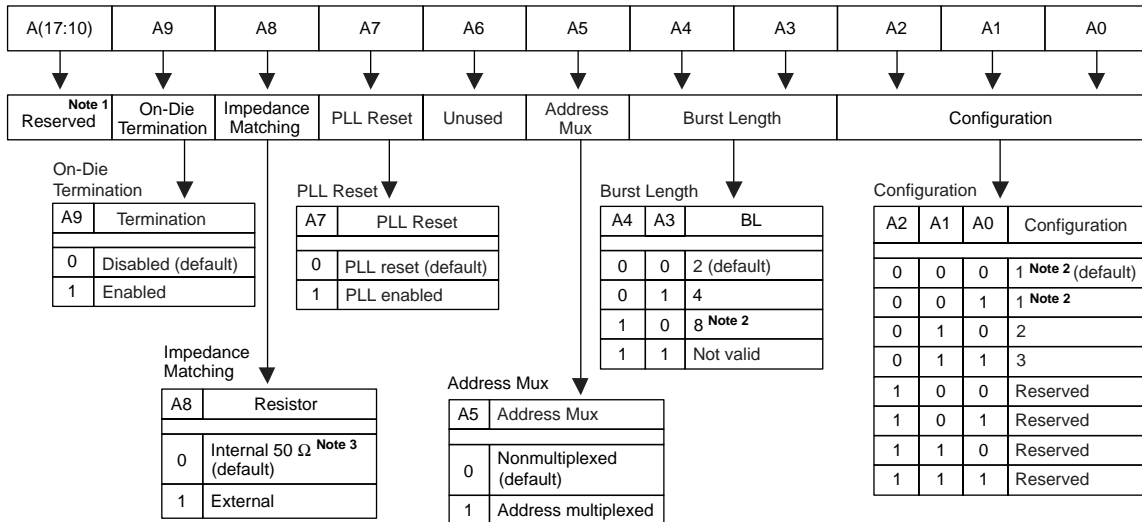 A(17:10) A9 A8 A7 A6 A5 A4 A3 A2 A1 A0
Reserved Note 1
On-Die Termination
Impedance Matching
PLL Reset
Unused
Address Mux
Burst Length
Configuration
On-Die
Termination
A9 Termination
0 Disabled (default)
1 Enabled
PLL Reset
A7 PLL Reset
0 PLL reset (default)
1 PLL enabled
Burst Length
A4 A3 BL
0 0 2 (default)
0 1 4
1 0 8 Note 2
1 1 Not valid
Configuration
A2 A1 A0 Configuration
0 0 0 1 Note 2 (default)
0 0 1 1 Note 2
0 1 0 2
0 1 1 3
1 0 0 Reserved
1 0 1 Reserved
1 1 0 Reserved
1 1 1 Reserved
Impedance
Matching
A8 Resistor
0 Internal 50 Ω Note 3
(default)
1 External
Address Mux
A5 Address Mux
0 Nonmultiplexed
(default)
1 Address multiplexed